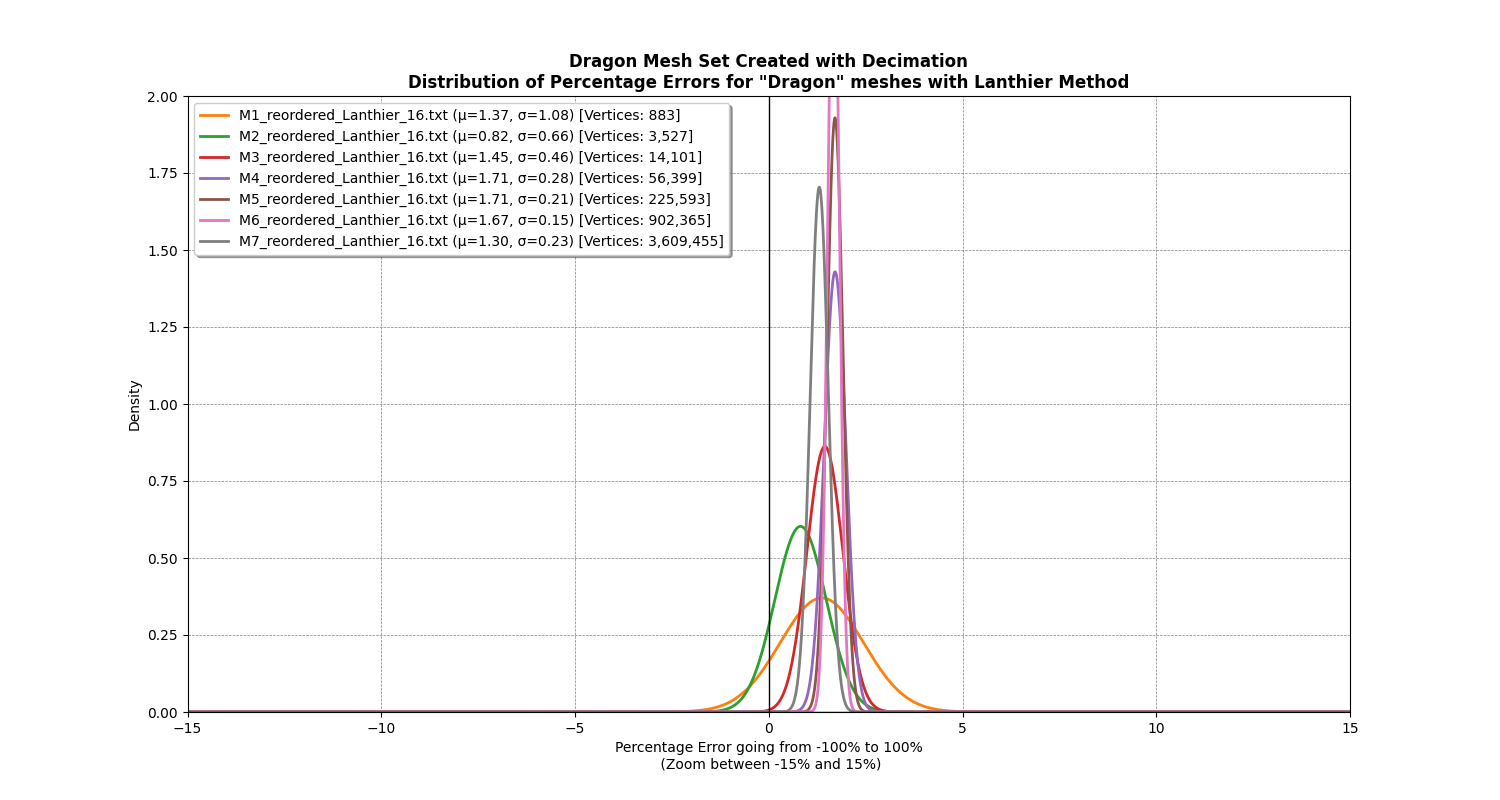 Dragon Mesh Set Created with Decimation
Distribution of Percentage Errors for "Dragon" meshes with Lanthier Method
2.00
1.75
1.50
1.25
1.00
0.75
0.50
0.25
0.00
Density
M1_reordered_Lanthier_16.txt (μ=1.37, σ=1.08) [Vertices: 883]
M2_reordered_Lanthier_16.txt (μ=0.82, σ=0.66) [Vertices: 3,527]
M3_reordered_Lanthier_16.txt (μ=1.45, σ=0.46) [Vertices: 14,101]
M4_reordered_Lanthier_16.txt (μ=1.71, σ=0.28) [Vertices: 56,399]
M5_reordered_Lanthier_16.txt (μ=1.71, σ=0.21) [Vertices: 225,593]
M6_reordered_Lanthier_16.txt (μ=1.67, σ=0.15) [Vertices: 902,365]
M7_reordered_Lanthier_16.txt (μ=1.30, σ=0.23) [Vertices: 3,609,455]
−15 −10 −5 0 5 10 15
Percentage Error going from -100% to 100%
(Zoom between -15% and 15%)